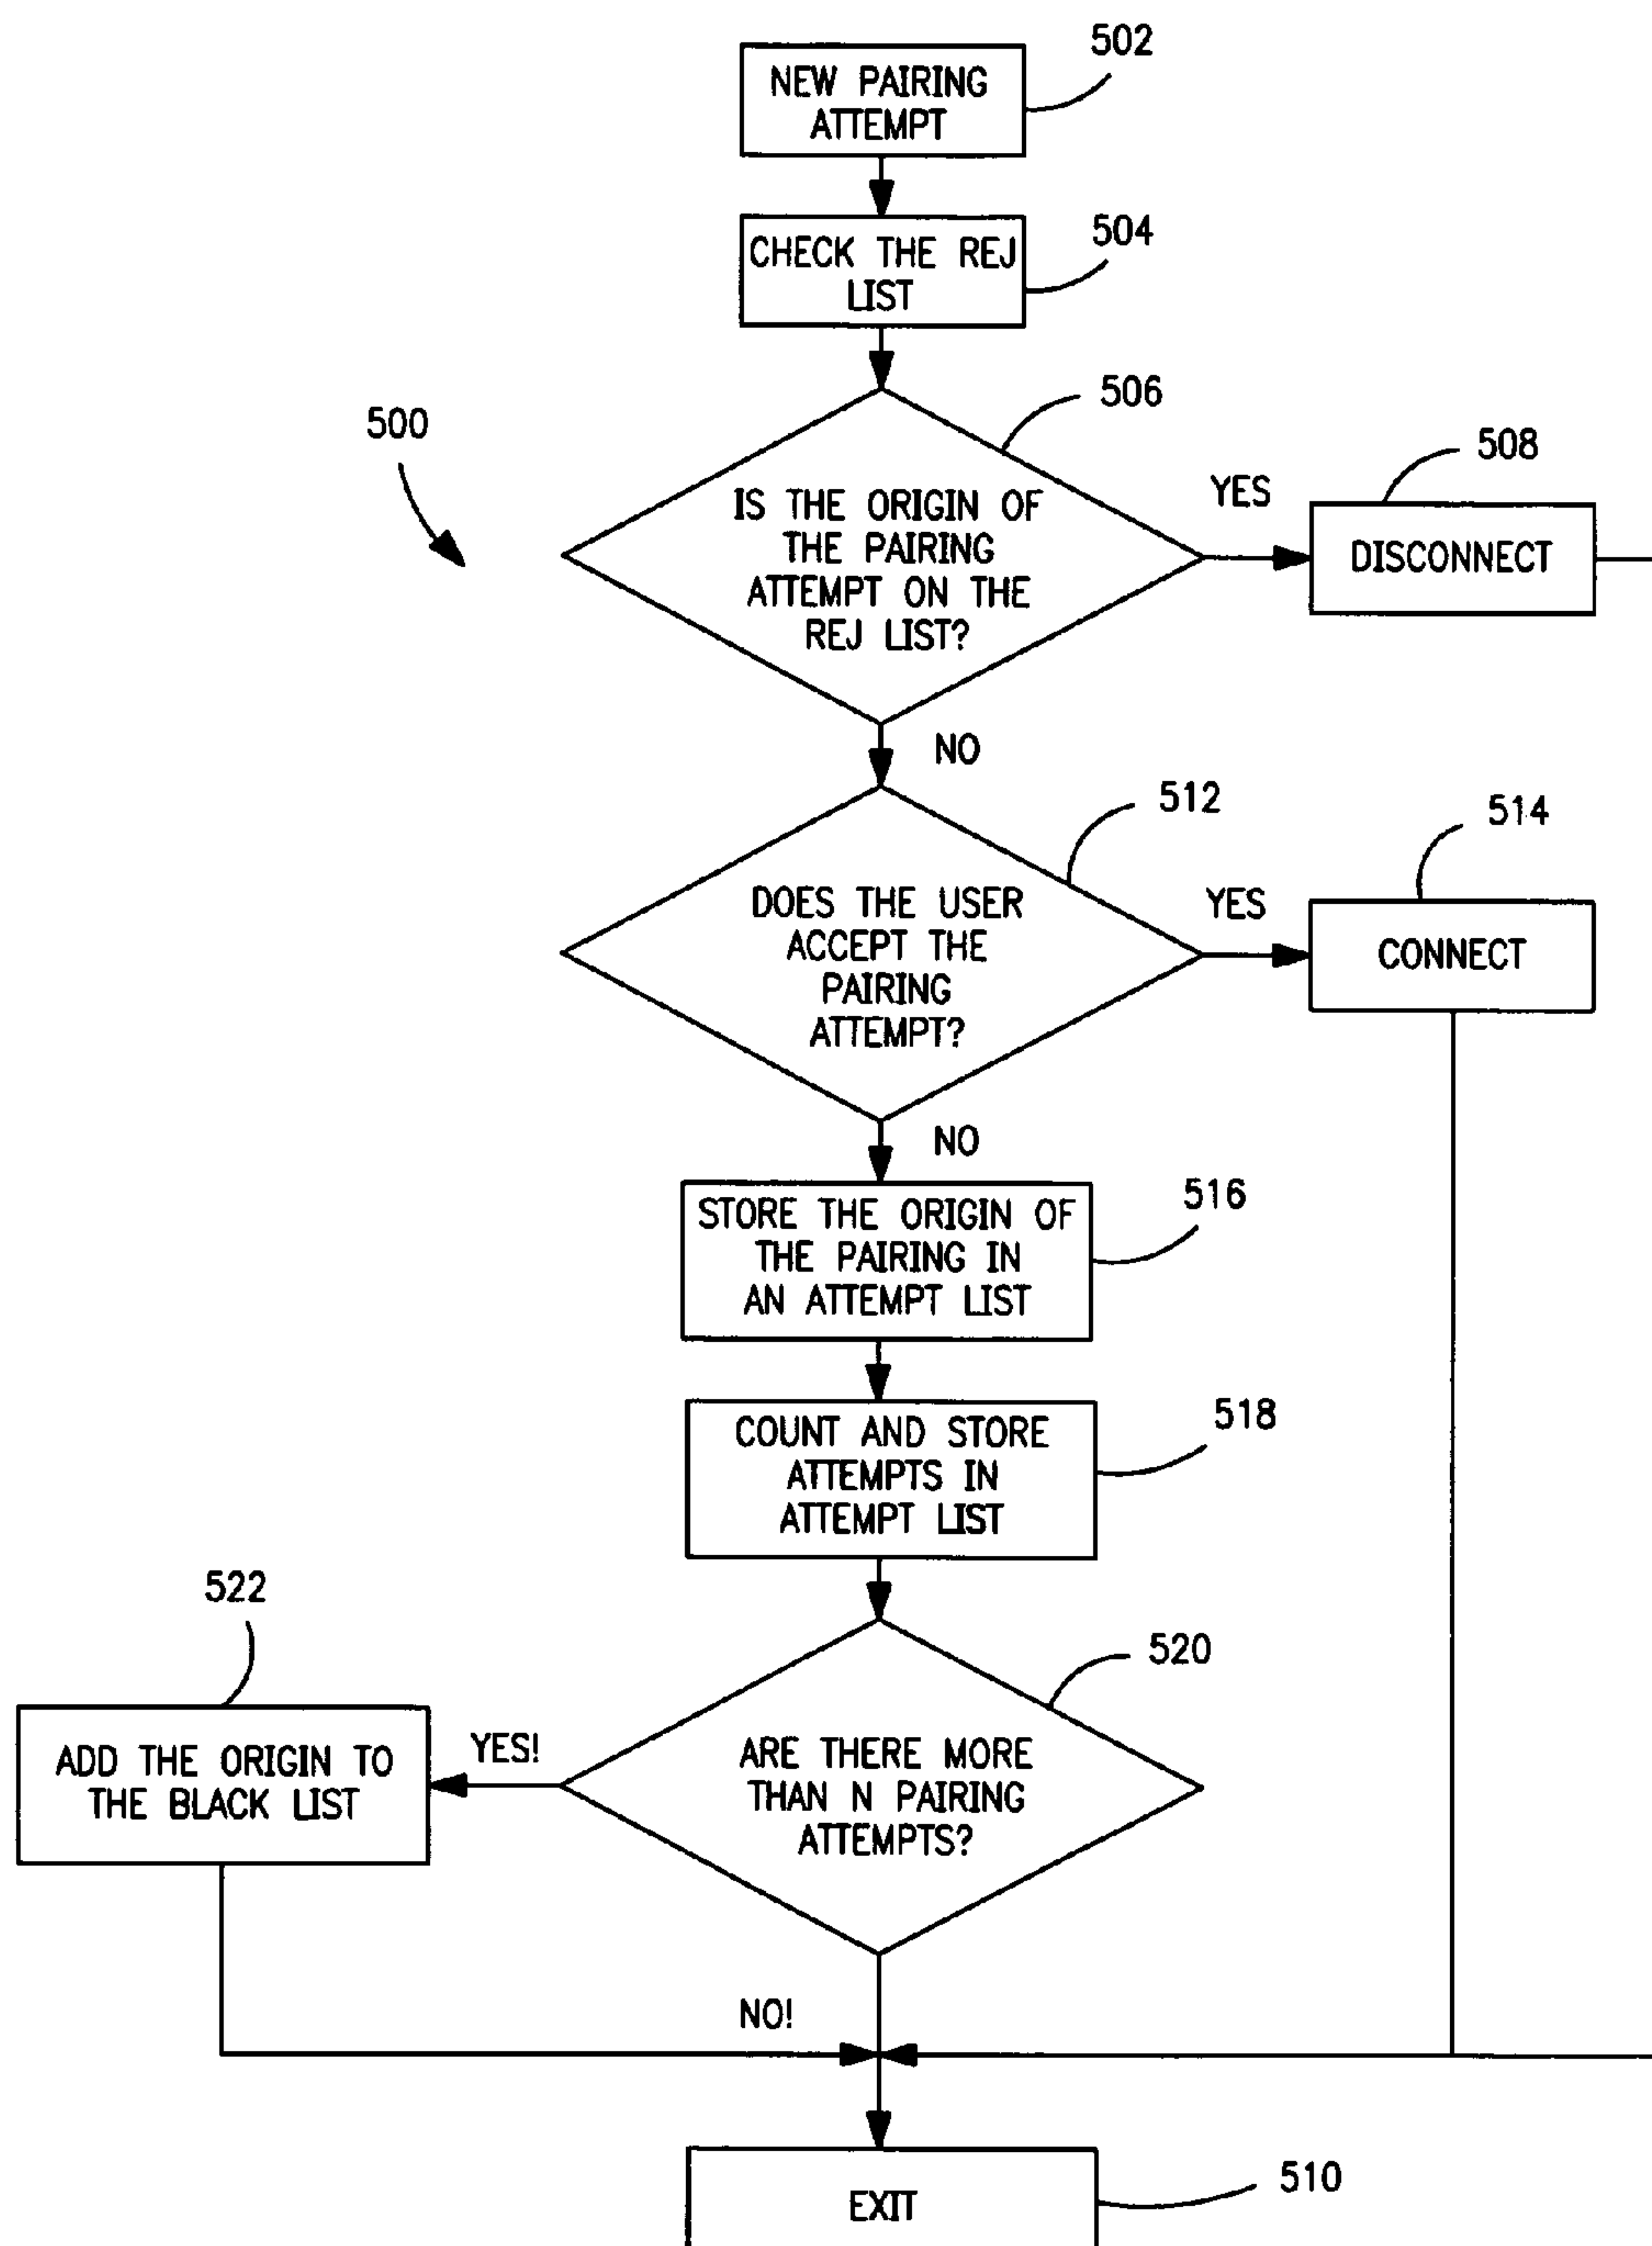 502
NEW PAIRING
ATTEMPT
504
CHECK THE REJ
LIST
506
500
508
YES
IS THE ORIGIN OF
THE PAIRING
ATTEMPT ON THE
REJ LIST?
DISCONNECT
NO
512
514
YES
DOES THE USER
ACCEPT THE
PAIRING
ATTEMPT?
CONNECT
NO
516
STORE THE ORIGIN OF
THE PAIRING IN
AN ATTEMPT LIST
518
COUNT AND STORE
ATTEMPTS IN
ATTEMPT LIST
522
520
ADD THE ORIGIN TO
THE BLACK LIST
YES!
ARE THERE MORE
THAN N PAIRING
ATTEMPTS?
NO!
510
EXIT